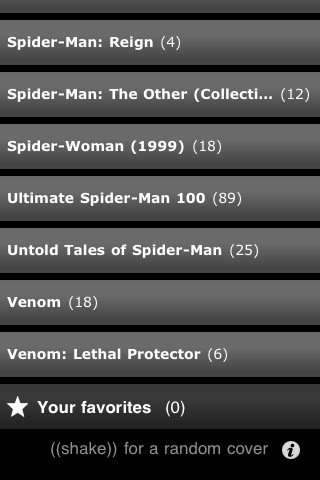 Spider-Man: Reign (4)
Spider-Man: The Other (Collecti... (12)
Spider-Woman (1999) (18)
Ultimate Spider-Man 100 (89)
Untold Tales of Spider-Man (25)
Venom (18)
Venom: Lethal Protector (6)
Your favorites (0)
((shake)) for a random cover i